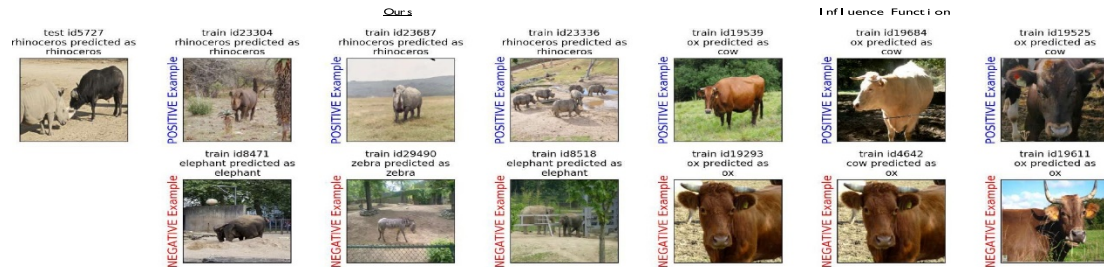 Ours
Influence Function
test id5727
rhinoceros predicted as
rhinoceros
POSITIVE Example
train id23304
rhinoceros predicted as
rhinoceros
POSITIVE Example
train id23687
rhinoceros predicted as
rhinoceros
POSITIVE Example
train id23336
rhinoceros predicted as
rhinoceros
POSITIVE Example
train id19539
ox predicted as
cow
POSITIVE Example
train id19684
ox predicted as
cow
POSITIVE Example
train id19525
ox predicted as
cow
NEGATIVE Example
train id8471
elephant predicted as
elephant
NEGATIVE Example
train id29490
zebra predicted as
zebra
NEGATIVE Example
train id8518
elephant predicted as
elephant
NEGATIVE Example
train id19293
ox predicted as
ox
NEGATIVE Example
train id4642
cow predicted as
ox
NEGATIVE Example
train id19611
ox predicted as
ox